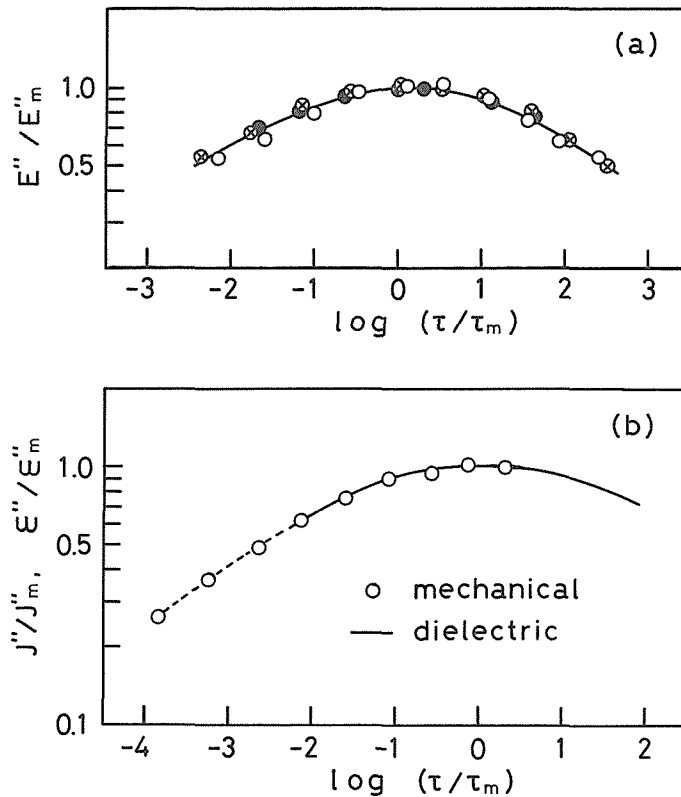 (a)
E"/E"m
1.0
0.5
-3 -2 -1 0 1 2 3
log (τ/τm)
(b)
J"/J"m, ε"/ε"m
1.0
0.5
0.1
○ mechanical
— dielectric
-4 -3 -2 -1 0 1 2
log (τ/τm)